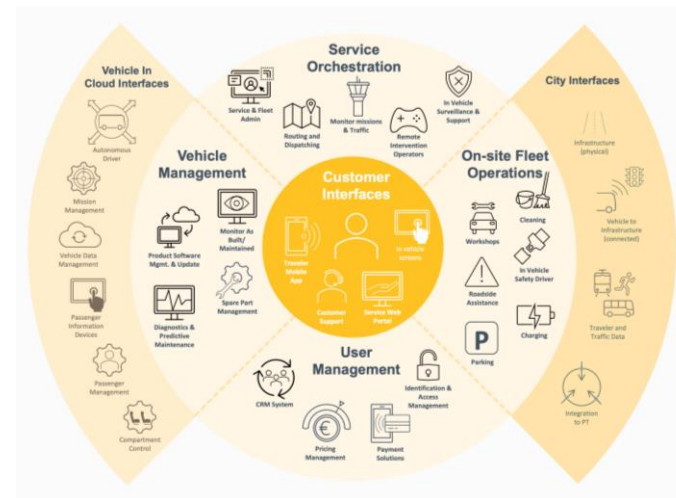 Vehicle In
Cloud Interfaces
Autonomous
Driver
Mission
Management
Vehicle Data
Management
Passenger
Information
Devices
Passenger
Management
Compartment
Control
Service
Orchestration
Service & Fleet
Admin
Routing and
Dispatching
Monitor missions
& Traffic
Remote
Intervention
Operators
In Vehicle
Surveillance &
Support
Vehicle
Management
Product Software
Mgmt. & Update
Monitor As
Built/
Maintained
Diagnostics &
Predictive
Maintenance
Spare Part
Management
Customer
Interfaces
Traveler
Mobile
App
In vehicle
screens
Customer
Support
Service Web
Portal
On-site Fleet
Operations
Cleaning
Workshops
In Vehicle
Safety Driver
Roadside
Assistance
Charging
P
Parking
User
Management
CRM System
€
Pricing
Management
Payment
Solutions
Identification &
Access
Management
City Interfaces
Infrastructure
(physical)
Vehicle to
Infrastructure
(connected)
Traveler and
Traffic Data
Integration
to PT